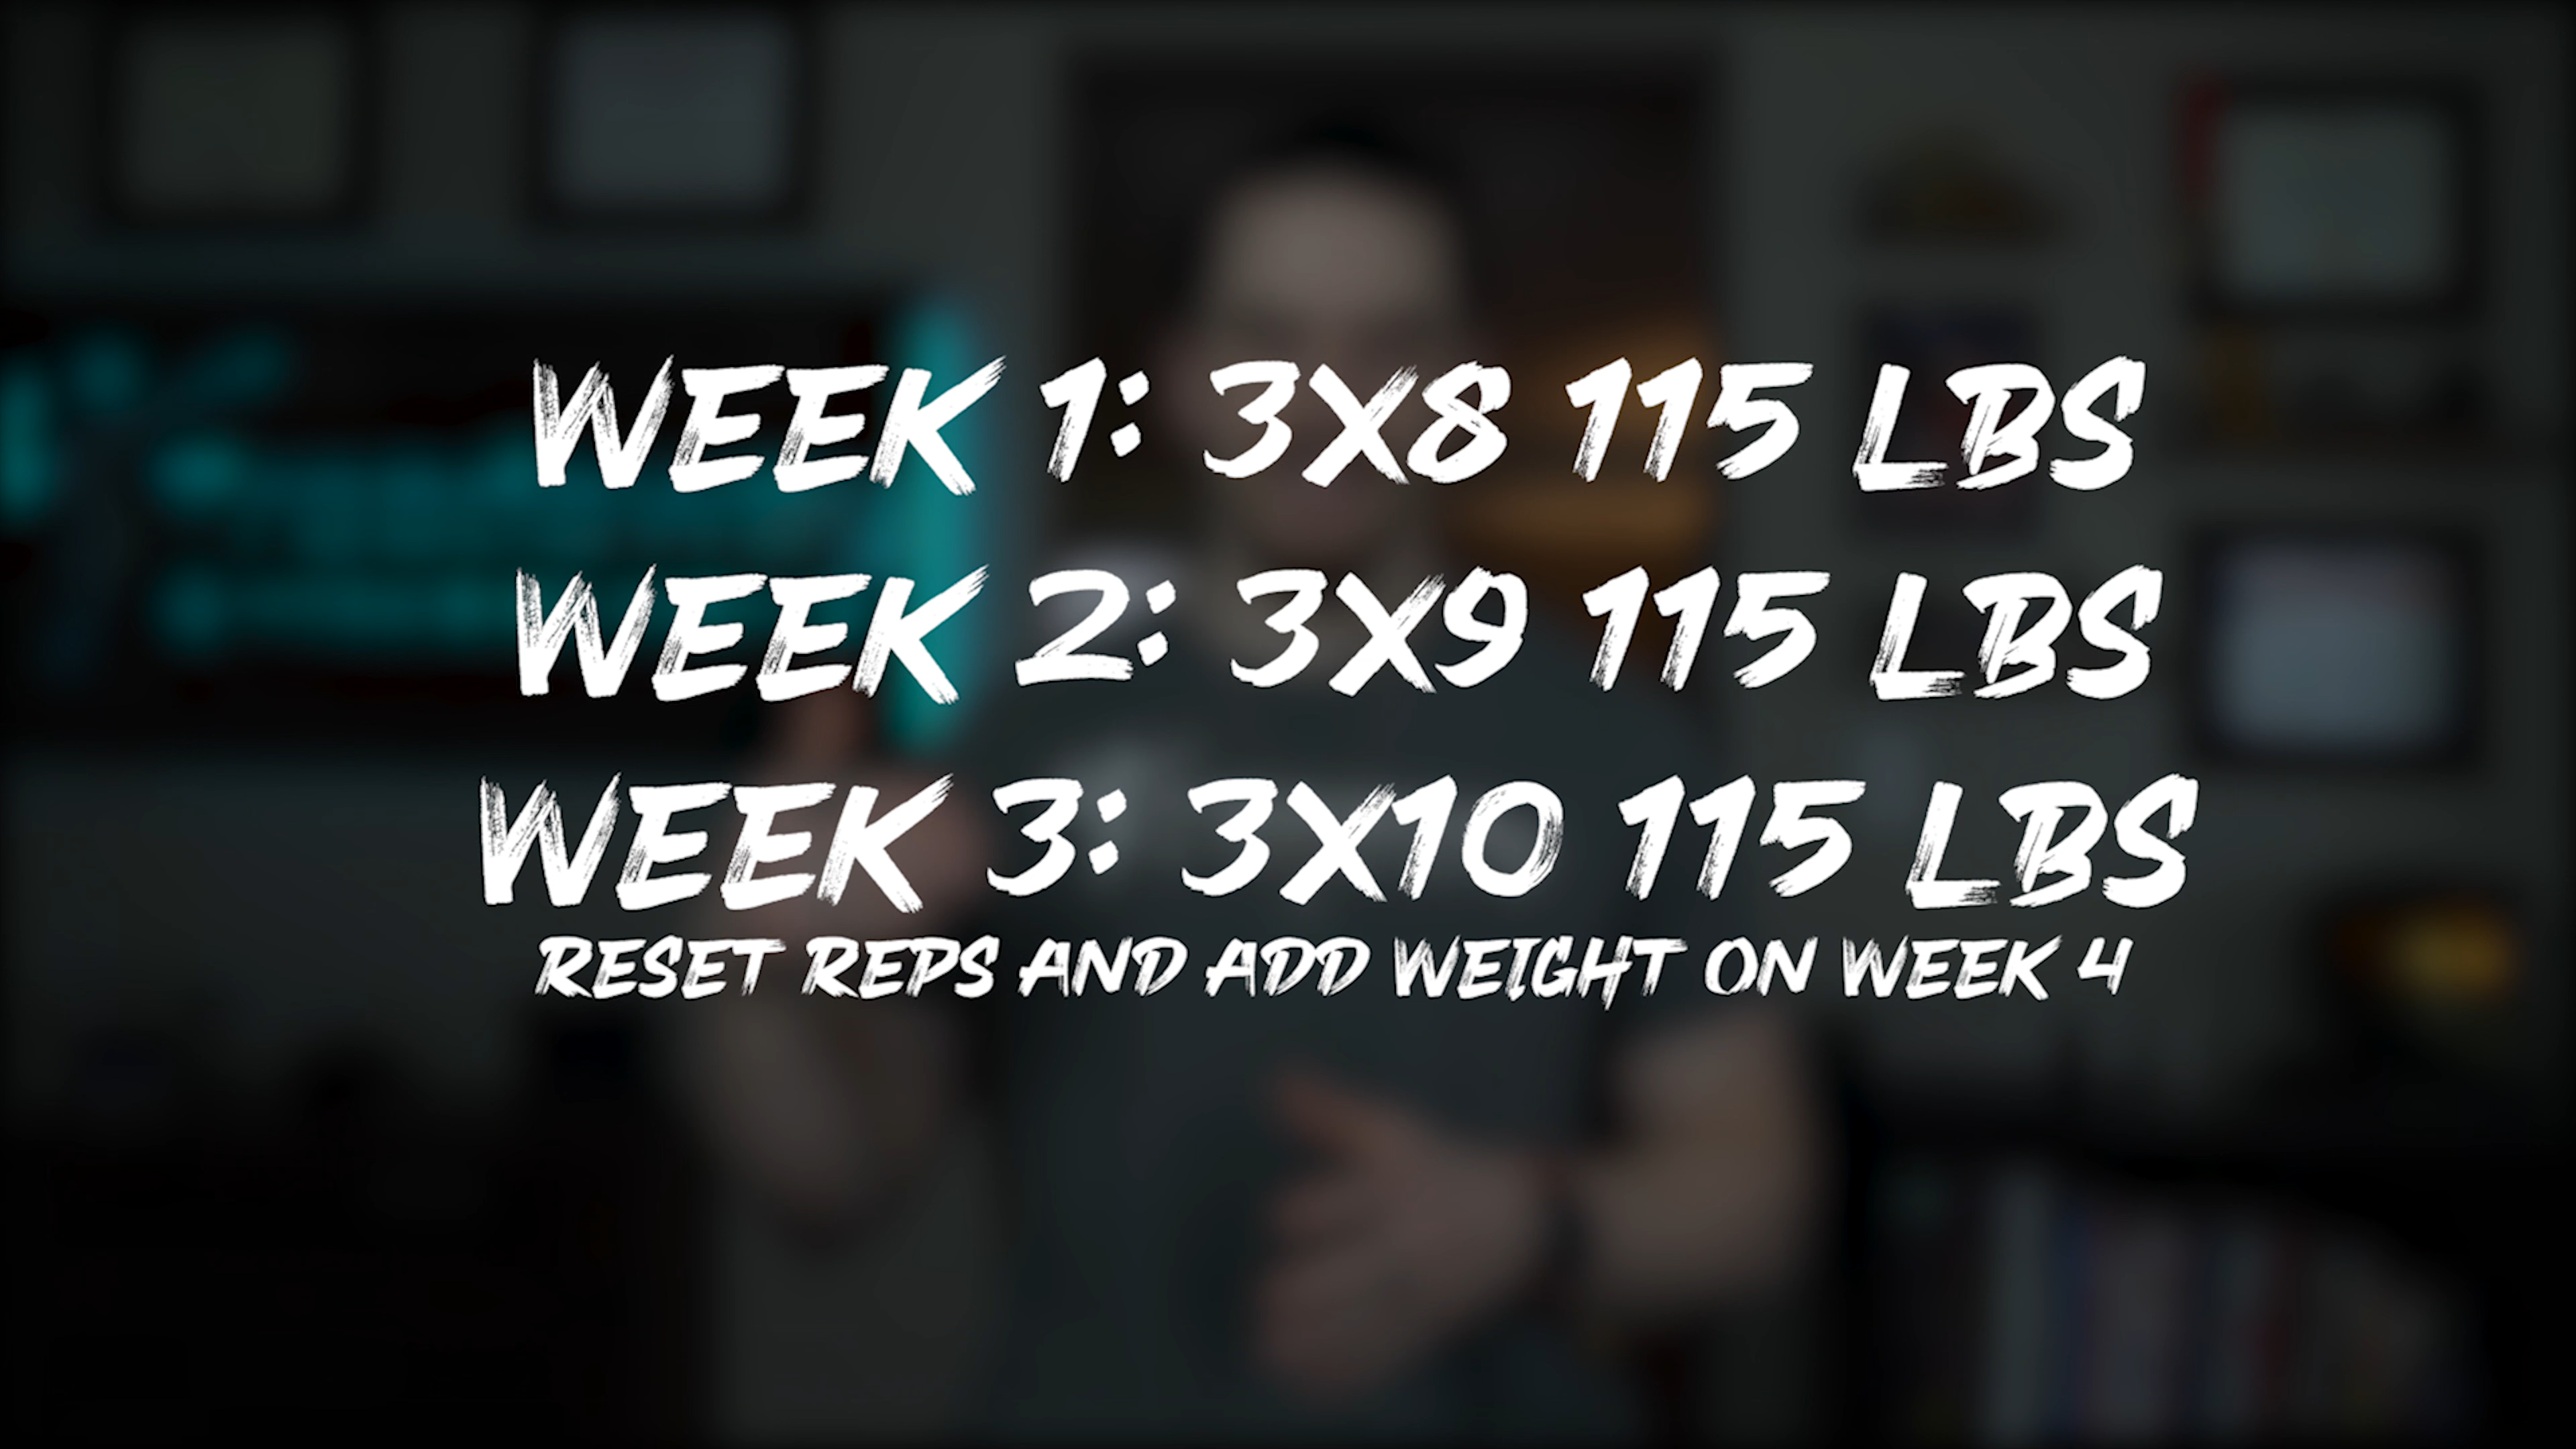 WEEK 1: 3X8 115 LBS
WEEK 2: 3X9 115 LBS
WEEK 3: 3X10 115 LBS
RESET REPS AND ADD WEIGHT ON WEEK 4